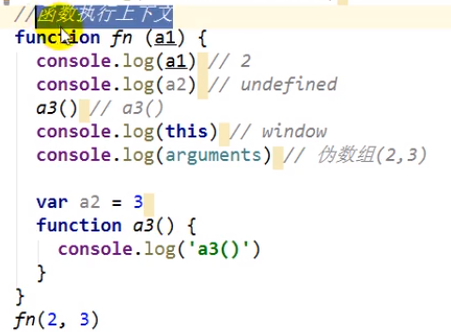 //函数执行上下文
function fn (a1) {
console.log(a1) // 2
console.log(a2) // undefined
a3() // a3()
console.log(this) // window
console.log(arguments) // 伪数组(2,3)
var a2 = 3
function a3() {
console.log('a3()')
}
}
fn(2, 3)